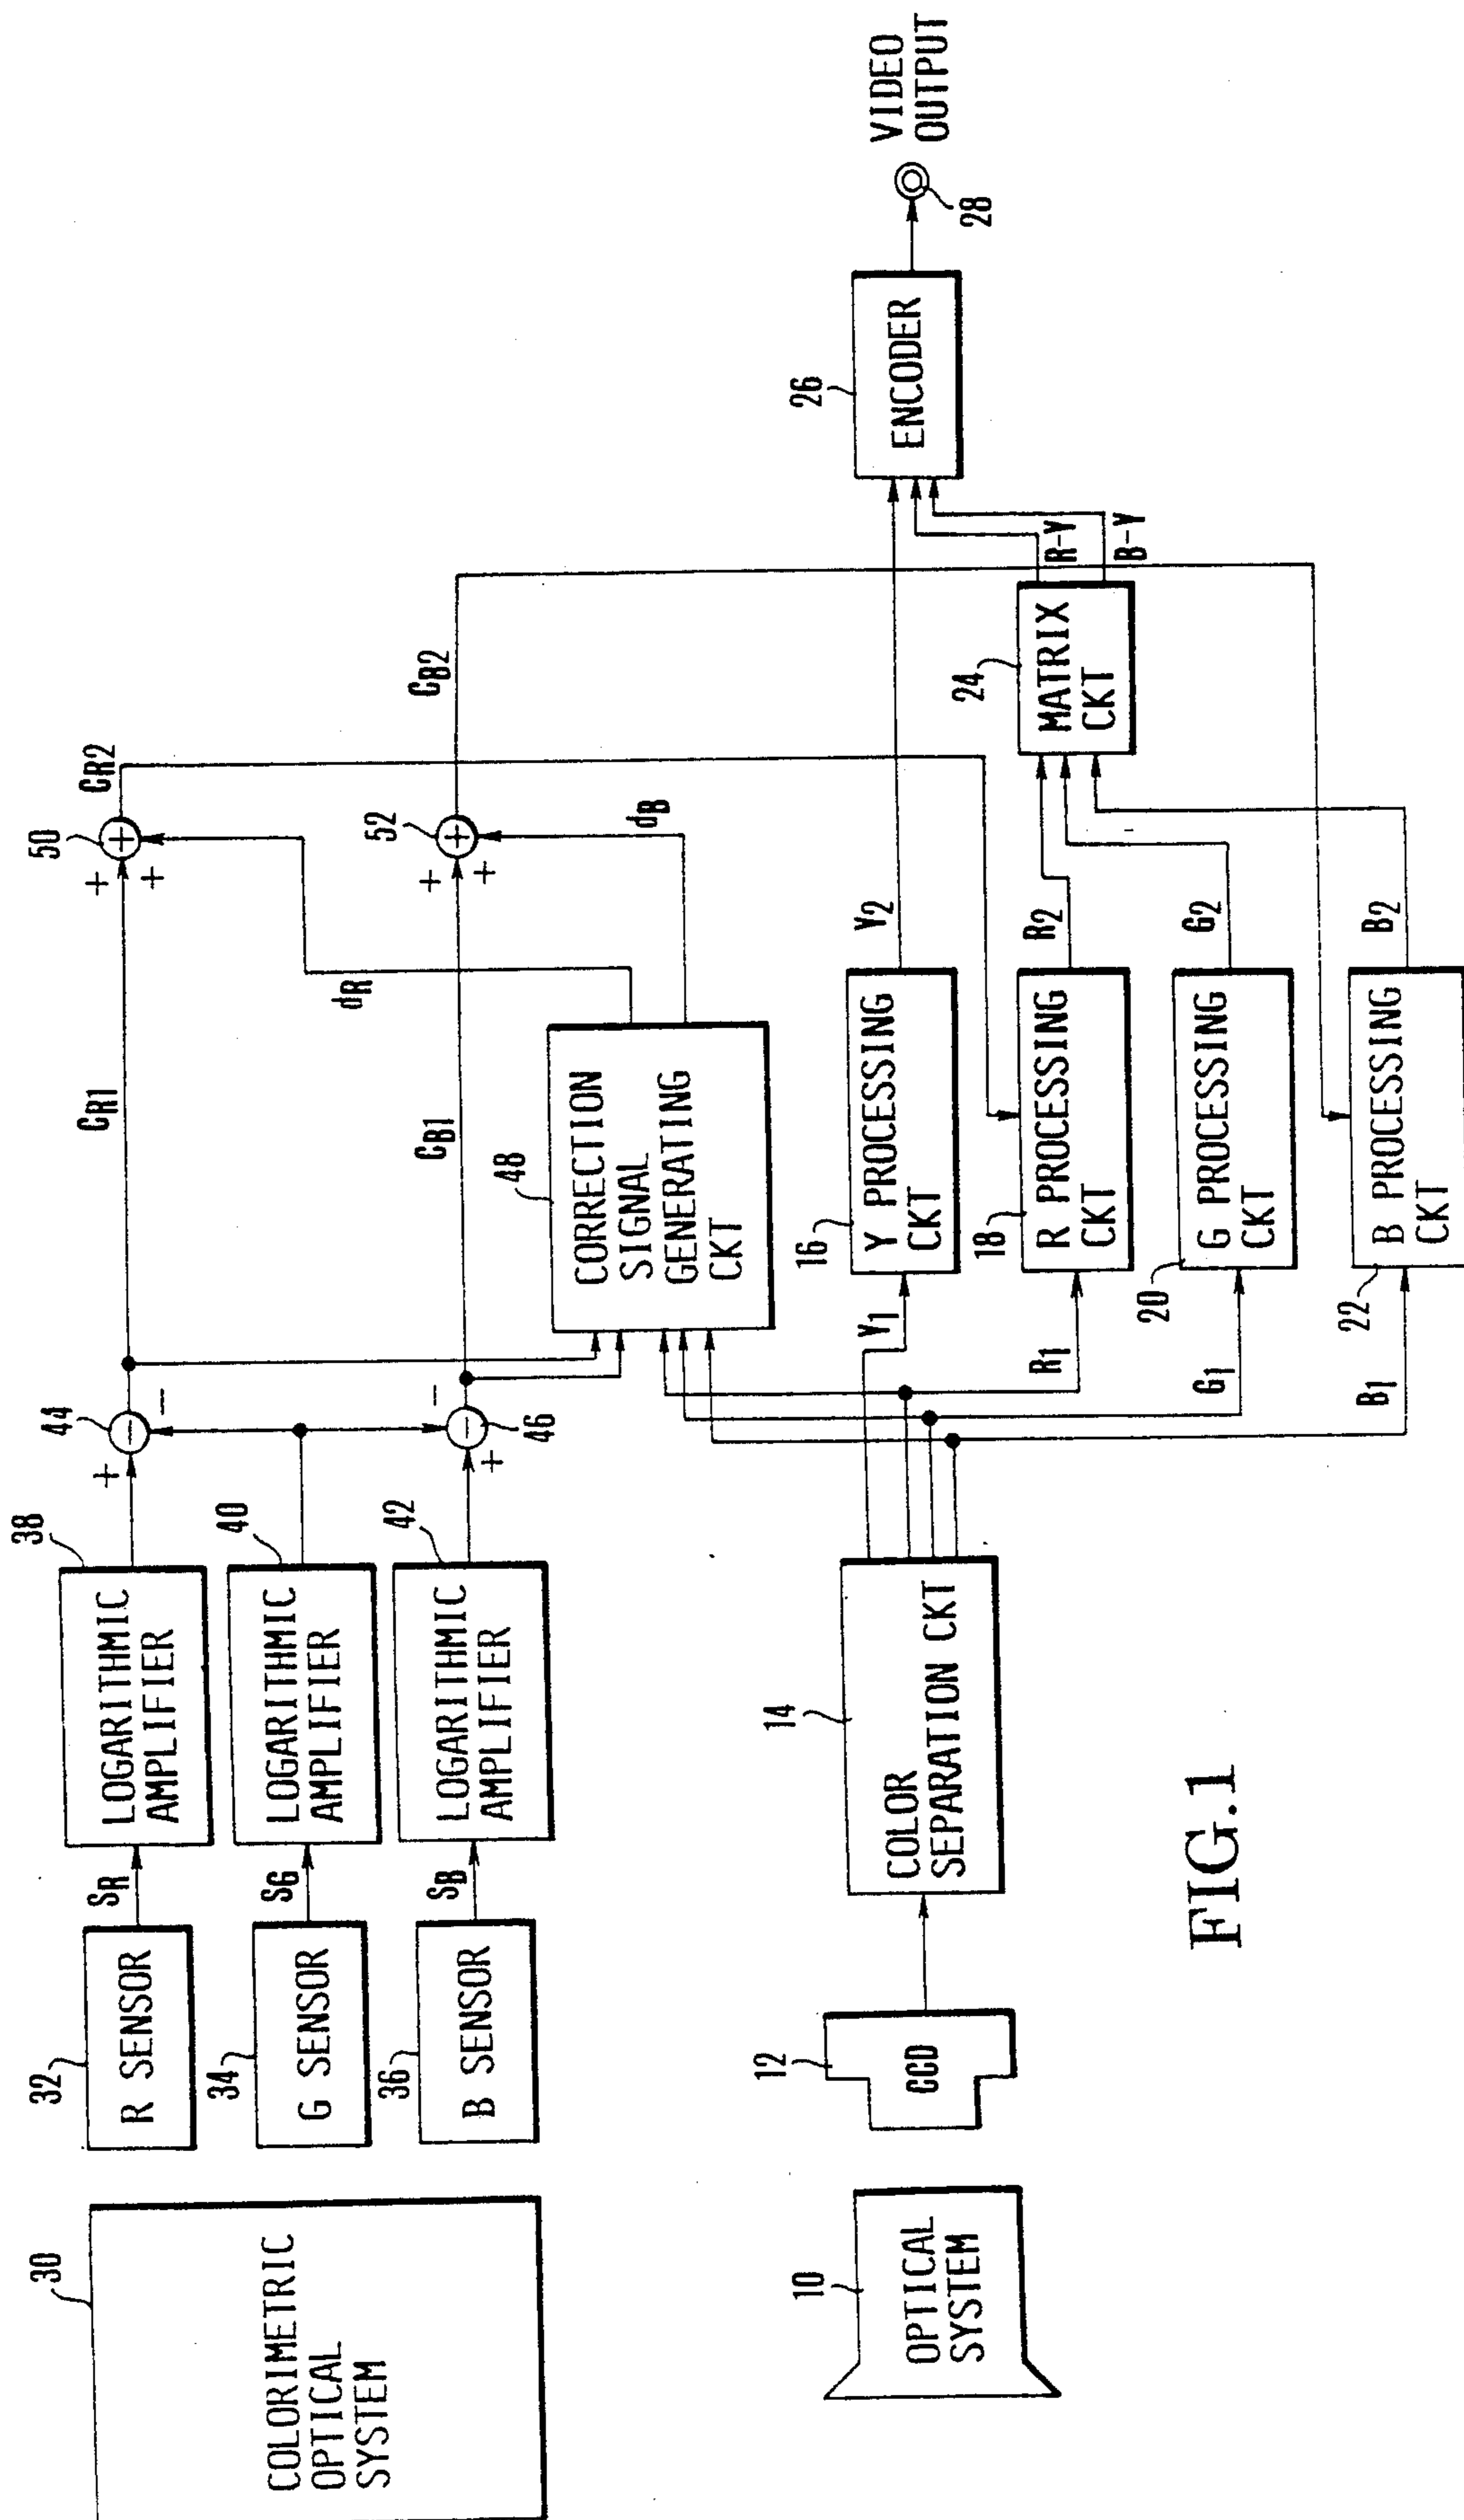 30
COLORIMETRIC
OPTICAL
SYSTEM
32
R SENSOR
SR
38
LOGARITHMIC
AMPLIFIER
34
G SENSOR
SG
40
LOGARITHMIC
AMPLIFIER
36
B SENSOR
SB
42
LOGARITHMIC
AMPLIFIER
44
+
−
−
CR1
46
+
−
−
CB1
48
CORRECTION
SIGNAL
GENERATING
CKT
dR
dB
50
+
+
+
CR2
52
+
+
+
CB2
10
OPTICAL
SYSTEM
12
CCD
14
COLOR
SEPARATION CKT
Y1
16
Y PROCESSING
CKT
Y2
R1
18
R PROCESSING
CKT
R2
G1
20
G PROCESSING
CKT
G2
B1
22
B PROCESSING
CKT
B2
24
MATRIX
CKT
R-Y
B-Y
26
ENCODER
28
VIDEO
OUTPUT
FIG.1